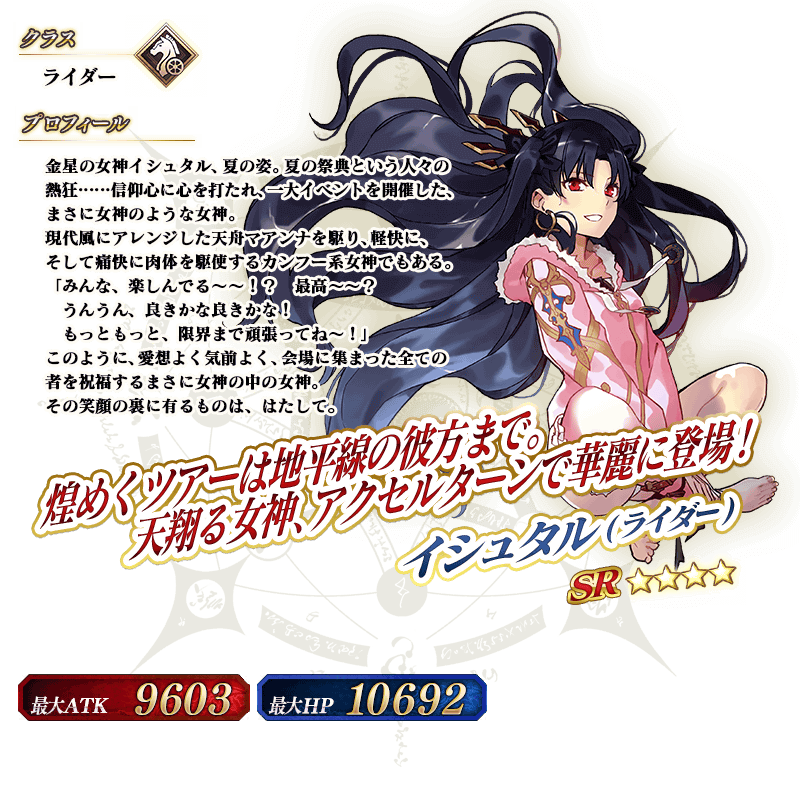 クラス
ライダー
プロフィール
金星の女神イシュタル、夏の姿。夏の祭典という人々の
熱狂……信仰心に心を打たれ、一大イベントを開催した、
まさに女神のような女神。
現代風にアレンジした天舟マアンナを駆り、軽快に、
そして痛快に肉体を駆使するカンフー系女神でもある。
「みんな、楽しんでる～～！？　最高～～？
うんうん、良きかな良きかな！
もっともっと、限界まで頑張ってね～！」
このように、愛想よく気前よく、会場に集まった全ての
者を祝福するまさに女神の中の女神。
その笑顔の裏に有るものは、はたして。
煌めくツアーは地平線の彼方まで。
天翔る女神、アクセルターンで華麗に登場！
イシュタル（ライダー）
SR
最大ATK 9603
最大HP 10692